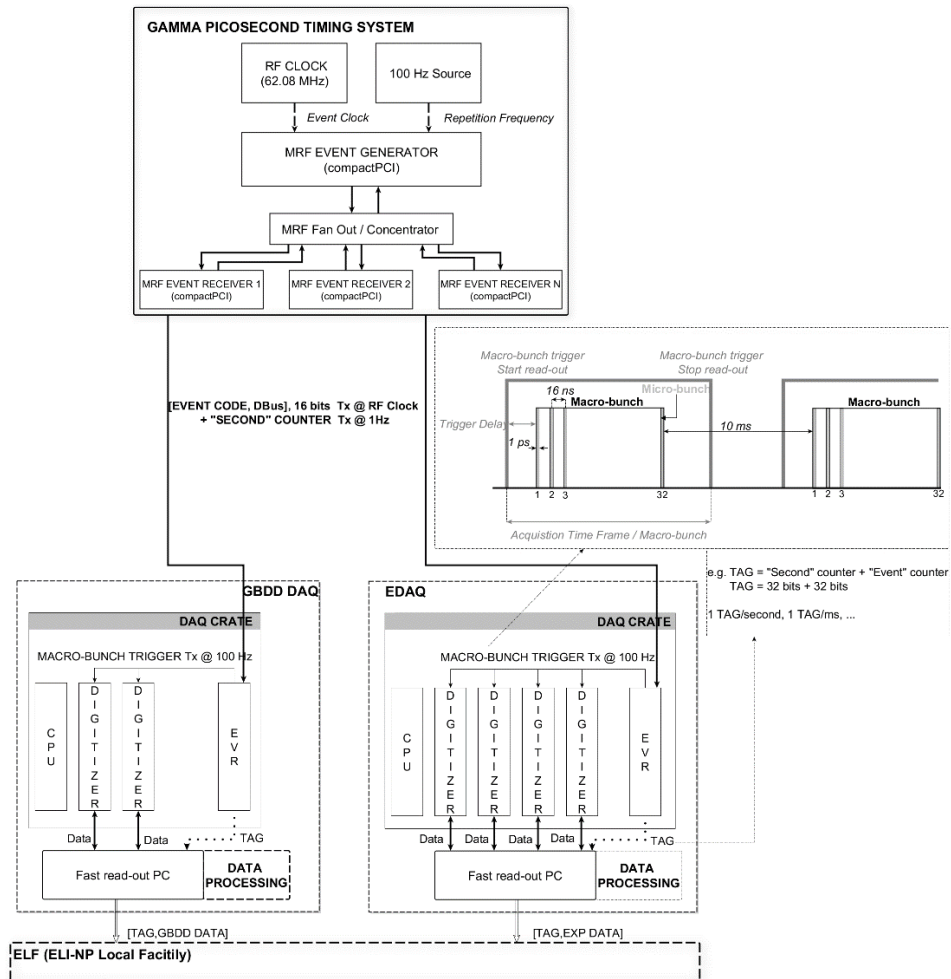 GAMMA PICOSECOND TIMING SYSTEM
RF CLOCK
(62.08 MHz)
100 Hz Source
Event Clock
Repetition Frequency
MRF EVENT GENERATOR
(compactPCI)
MRF Fan Out / Concentrator
MRF EVENT RECEIVER 1
(compactPCI)
MRF EVENT RECEIVER 2
(compactPCI)
MRF EVENT RECEIVER N
(compactPCI)
[EVENT CODE, DBus], 16 bits Tx @ RF Clock
+ "SECOND" COUNTER Tx @ 1Hz
Macro-bunch trigger
Start read-out
Macro-bunch trigger
Stop read-out
16 ns
Micro-bunch
Macro-bunch
Macro-bunch
Trigger Delay
10 ms
1 ps
1 2 3 32 1 2 3 32
Acquistion Time Frame / Macro-bunch
e.g. TAG = "Second" counter + "Event" counter
TAG = 32 bits + 32 bits
1 TAG/second, 1 TAG/ms, ...
GBDD DAQ
DAQ CRATE
MACRO-BUNCH TRIGGER Tx @ 100 Hz
CPU
DIGITIZER
DIGITIZER
EVR
Data
Data
TAG
Fast read-out PC
DATA
PROCESSING
[TAG,GBDD DATA]
EDAQ
DAQ CRATE
MACRO-BUNCH TRIGGER Tx @ 100 Hz
CPU
DIGITIZER
DIGITIZER
DIGITIZER
DIGITIZER
EVR
Data
Data
Data
Data
TAG
Fast read-out PC
DATA
PROCESSING
[TAG,EXP DATA]
ELF (ELI-NP Local Facitily)